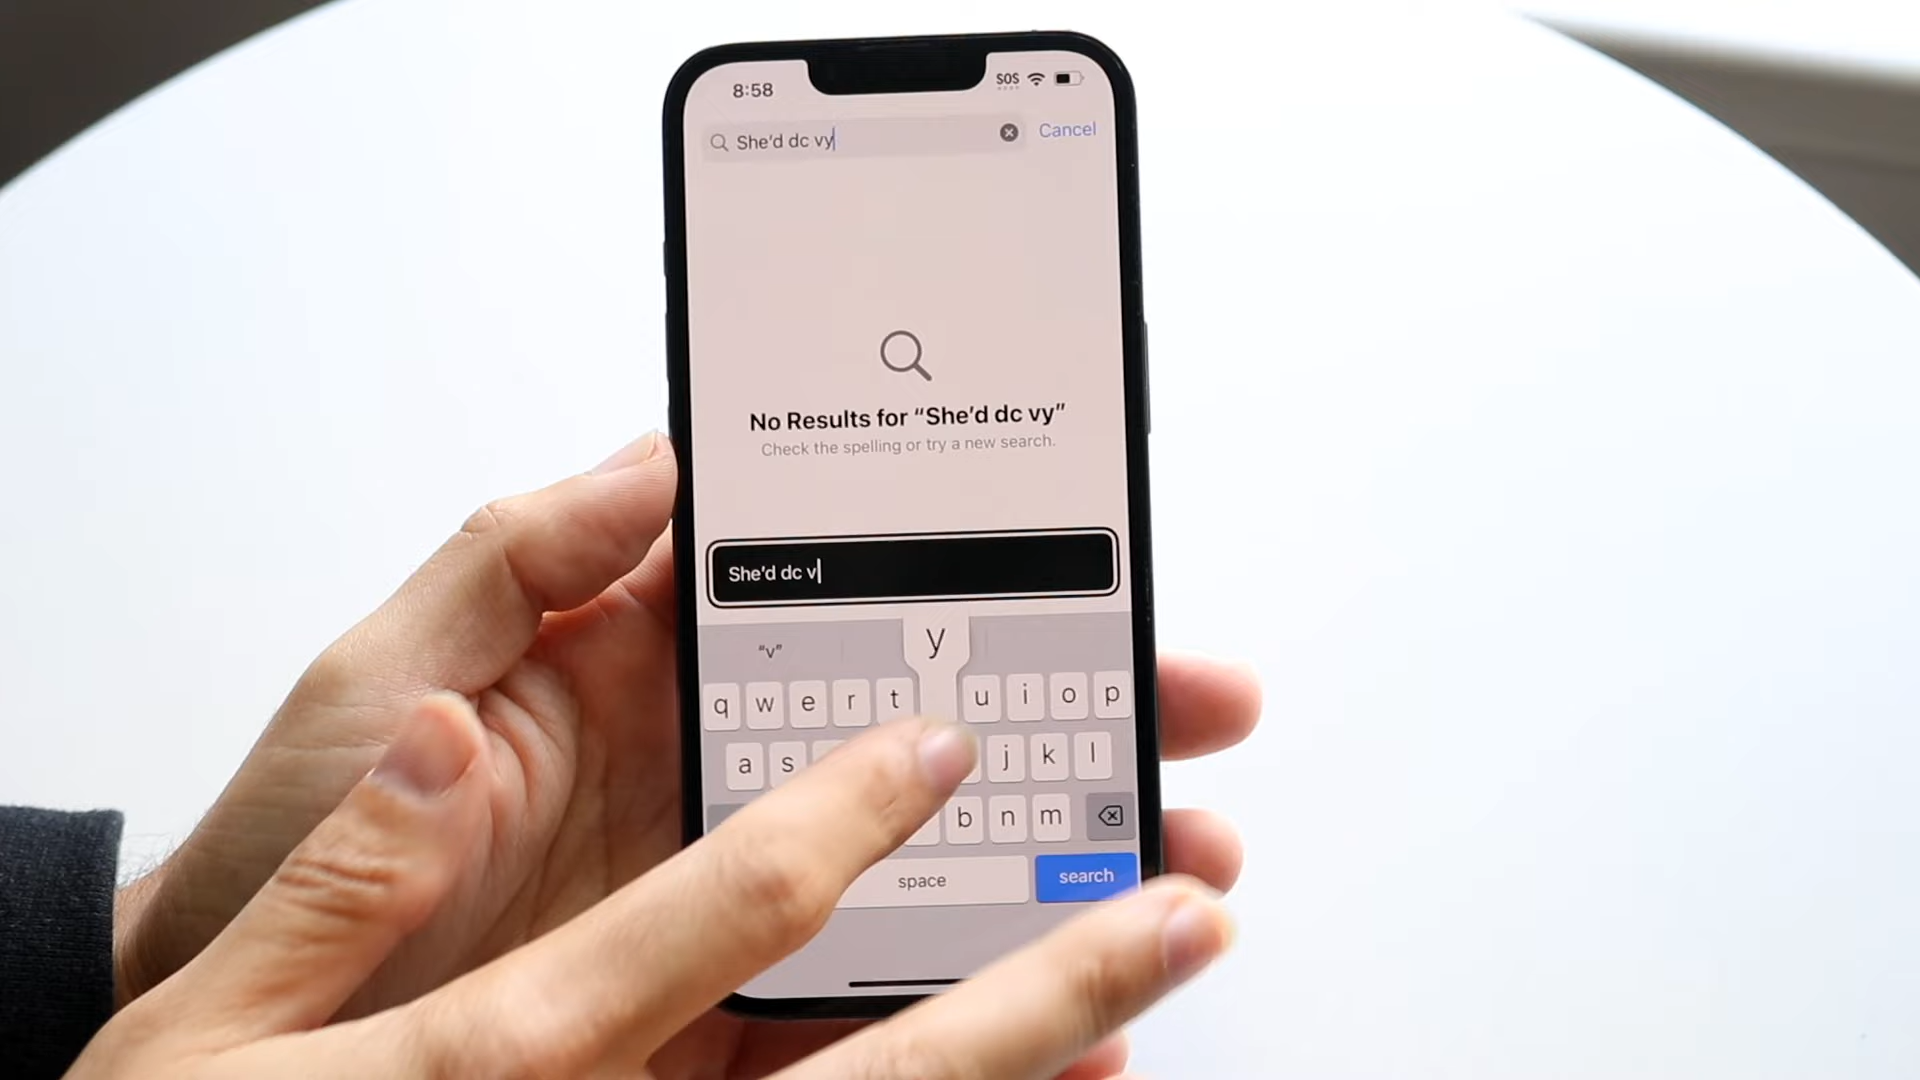 8:58 SOS
She'd dc vy Cancel
No Results for “She'd dc vy”
Check the spelling or try a new search.
She'd dc v
“v” y
q w e r t u i o p
a s j k l
b n m
space search